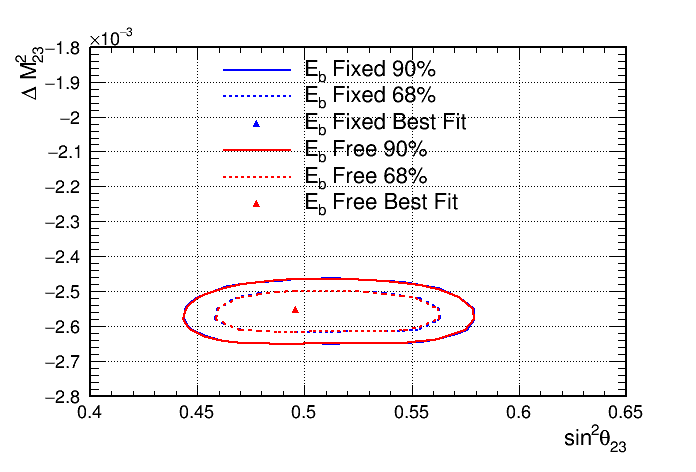 ×10⁻³
Δ M²₂₃
−1.8
−1.9
−2
−2.1
−2.2
−2.3
−2.4
−2.5
−2.6
−2.7
−2.8
E_b Fixed 90%
E_b Fixed 68%
E_b Fixed Best Fit
E_b Free 90%
E_b Free 68%
E_b Free Best Fit
0.4 0.45 0.5 0.55 0.6 0.65
sin²θ₂₃